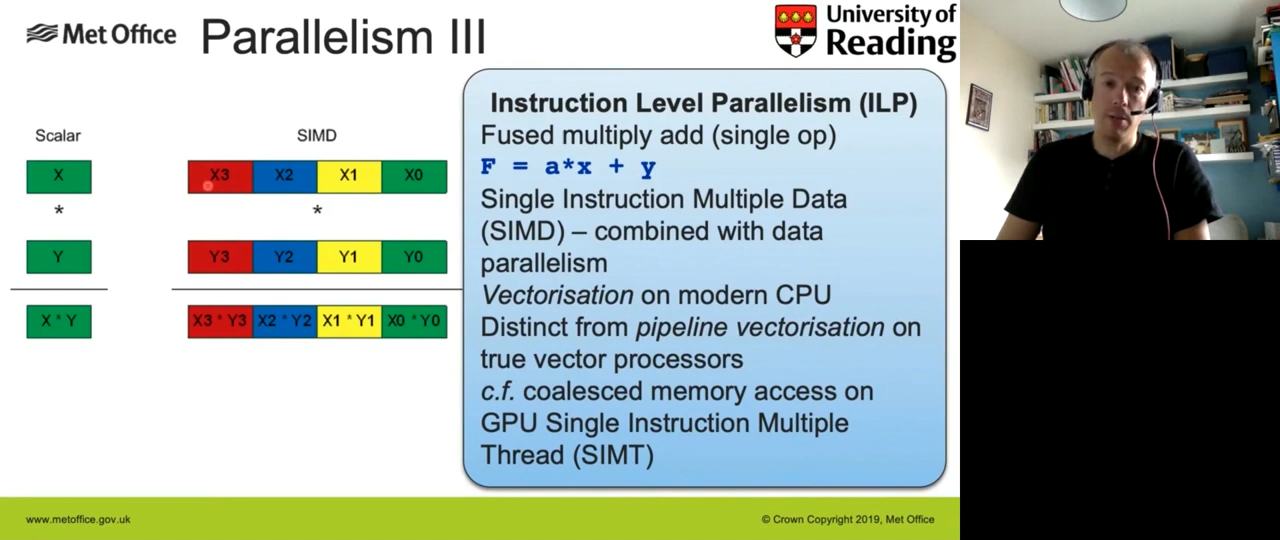 Met Office
Parallelism III
University of
Reading
Scalar
SIMD
X
X3 X2 X1 X0
*
*
Y
Y3 Y2 Y1 Y0
X * Y
X3 * Y3 X2 * Y2 X1 * Y1 X0 * Y0
Instruction Level Parallelism (ILP)
Fused multiply add (single op)
F = a*x + y
Single Instruction Multiple Data
(SIMD) – combined with data
parallelism
Vectorisation on modern CPU
Distinct from pipeline vectorisation on
true vector processors
c.f. coalesced memory access on
GPU Single Instruction Multiple
Thread (SIMT)
www.metoffice.gov.uk
© Crown Copyright 2019, Met Office